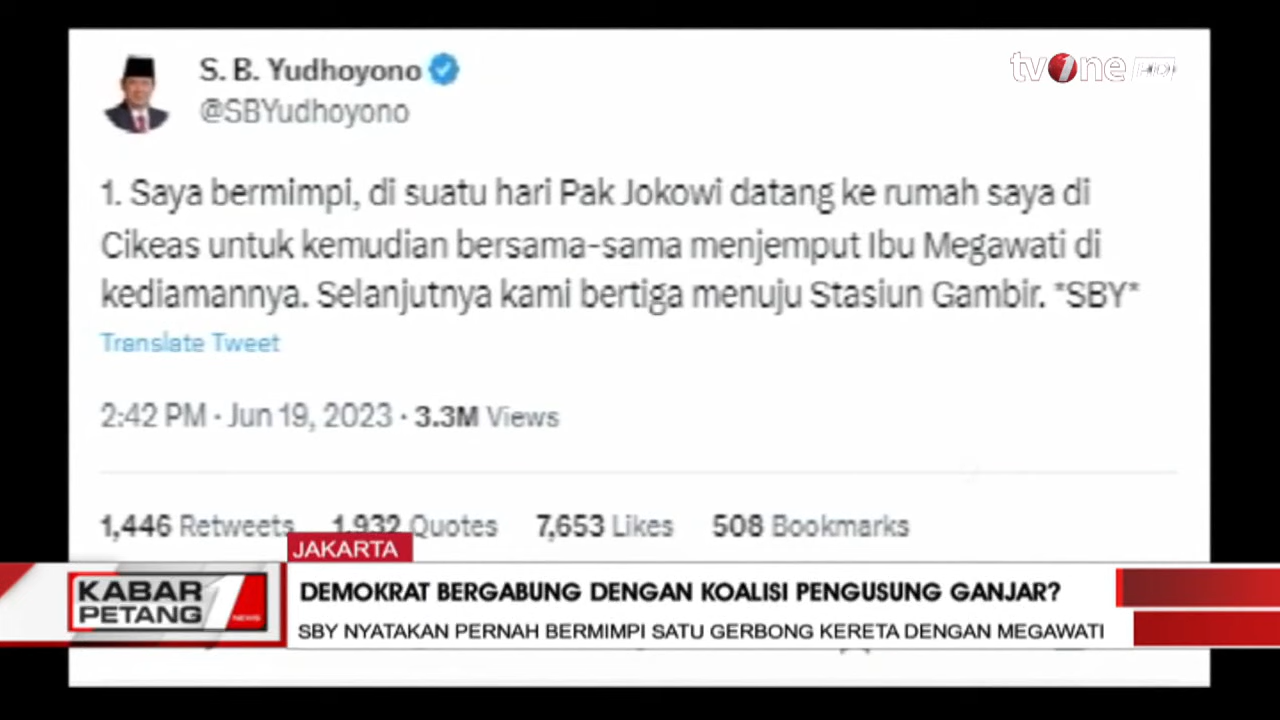 S. B. Yudhoyono
@SBYudhoyono
tvOne HD
1. Saya bermimpi, di suatu hari Pak Jokowi datang ke rumah saya di
Cikeas untuk kemudian bersama-sama menjemput Ibu Megawati di
kediamannya. Selanjutnya kami bertiga menuju Stasiun Gambir. *SBY*
Translate Tweet
2:42 PM · Jun 19, 2023 · 3.3M Views
1,446 Retweets 1,932 Quotes 7,653 Likes 508 Bookmarks
JAKARTA
KABAR
PETANG
1
NEWS
DEMOKRAT BERGABUNG DENGAN KOALISI PENGUSUNG GANJAR?
SBY NYATAKAN PERNAH BERMIMPI SATU GERBONG KERETA DENGAN MEGAWATI